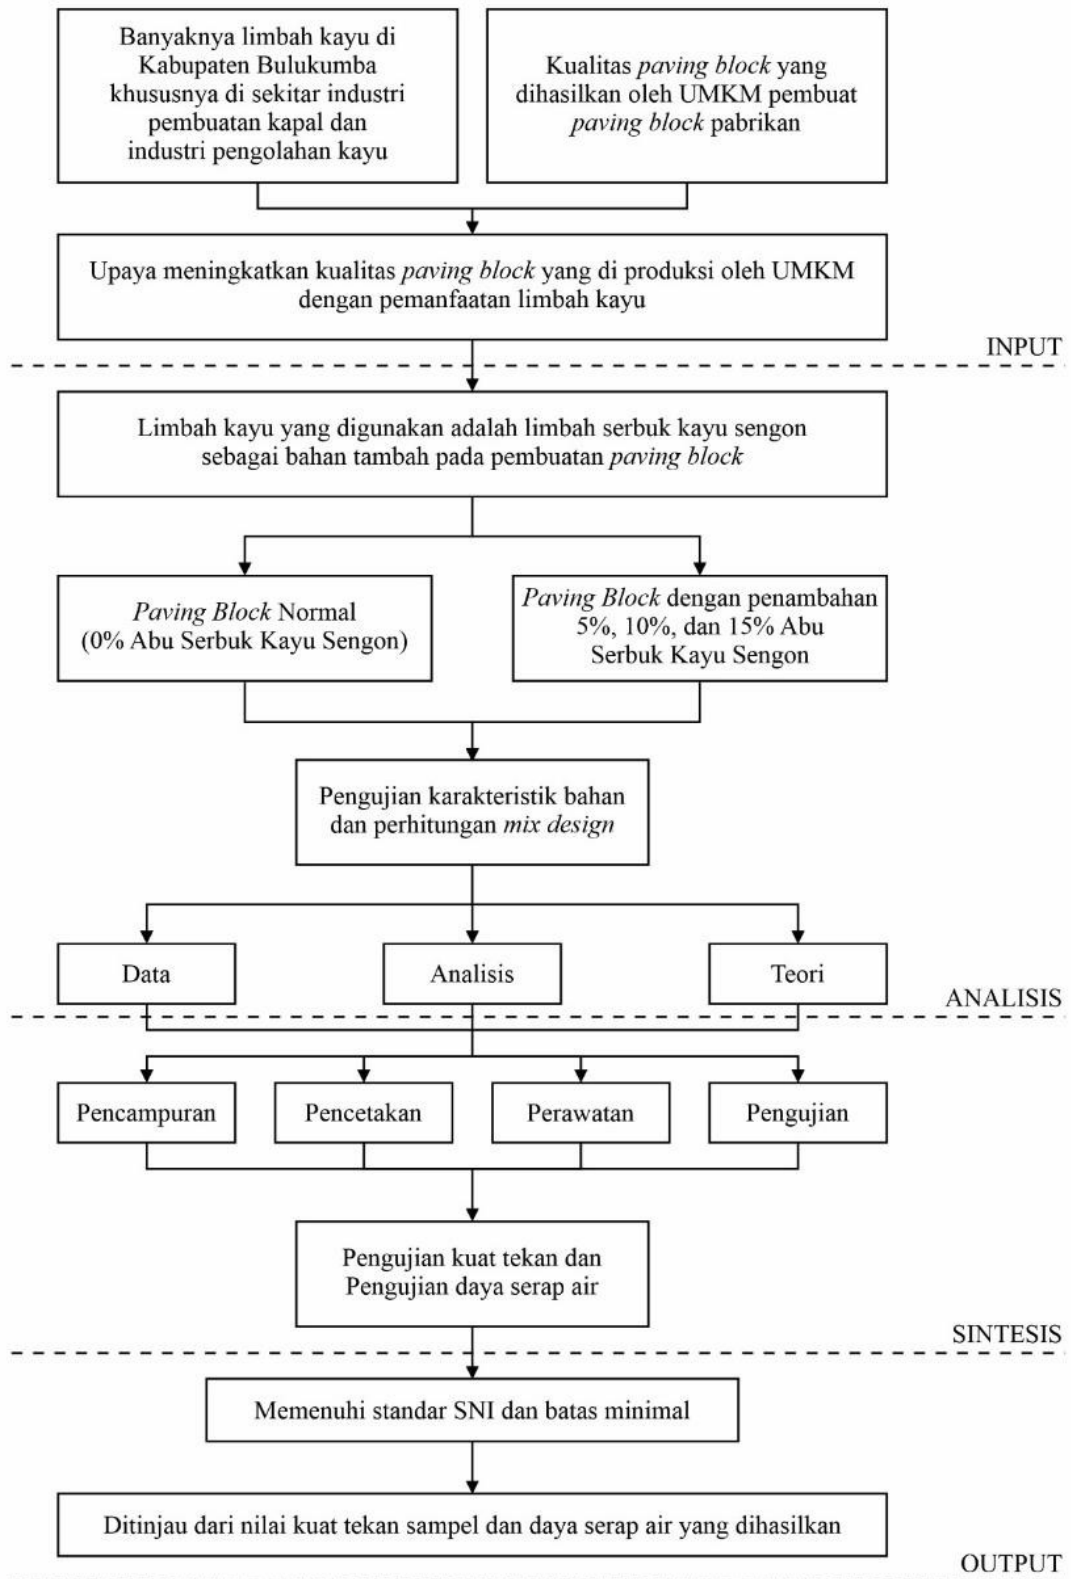 Banyaknya limbah kayu di
Kabupaten Bulukumba
khususnya di sekitar industri
pembuatan kapal dan
industri pengolahan kayu
Kualitas paving block yang
dihasilkan oleh UMKM pembuat
paving block pabrikan
Upaya meningkatkan kualitas paving block yang di produksi oleh UMKM
dengan pemanfaatan limbah kayu
INPUT
Limbah kayu yang digunakan adalah limbah serbuk kayu sengon
sebagai bahan tambah pada pembuatan paving block
Paving Block Normal
(0% Abu Serbuk Kayu Sengon)
Paving Block dengan penambahan
5%, 10%, dan 15% Abu
Serbuk Kayu Sengon
Pengujian karakteristik bahan
dan perhitungan mix design
Data
Analisis
Teori
ANALISIS
Pencampuran
Pencetakan
Perawatan
Pengujian
Pengujian kuat tekan dan
Pengujian daya serap air
SINTESIS
Memenuhi standar SNI dan batas minimal
Ditinjau dari nilai kuat tekan sampel dan daya serap air yang dihasilkan
OUTPUT